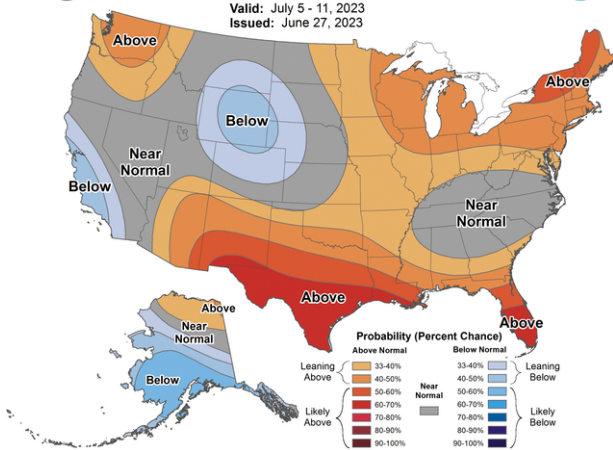 Valid: July 5 - 11, 2023
Issued: June 27, 2023
Above
Above
Below
Near
Normal
Below
Near
Normal
Above
Above
Above
Near
Normal
Below
Probability (Percent Chance)
Above Normal
Below Normal
Leaning
Above
33-40%
40-50%
Likely
Above
50-60%
60-70%
70-80%
80-90%
90-100%
Near
Normal
33-40%
40-50%
Leaning
Below
50-60%
60-70%
70-80%
80-90%
90-100%
Likely
Below